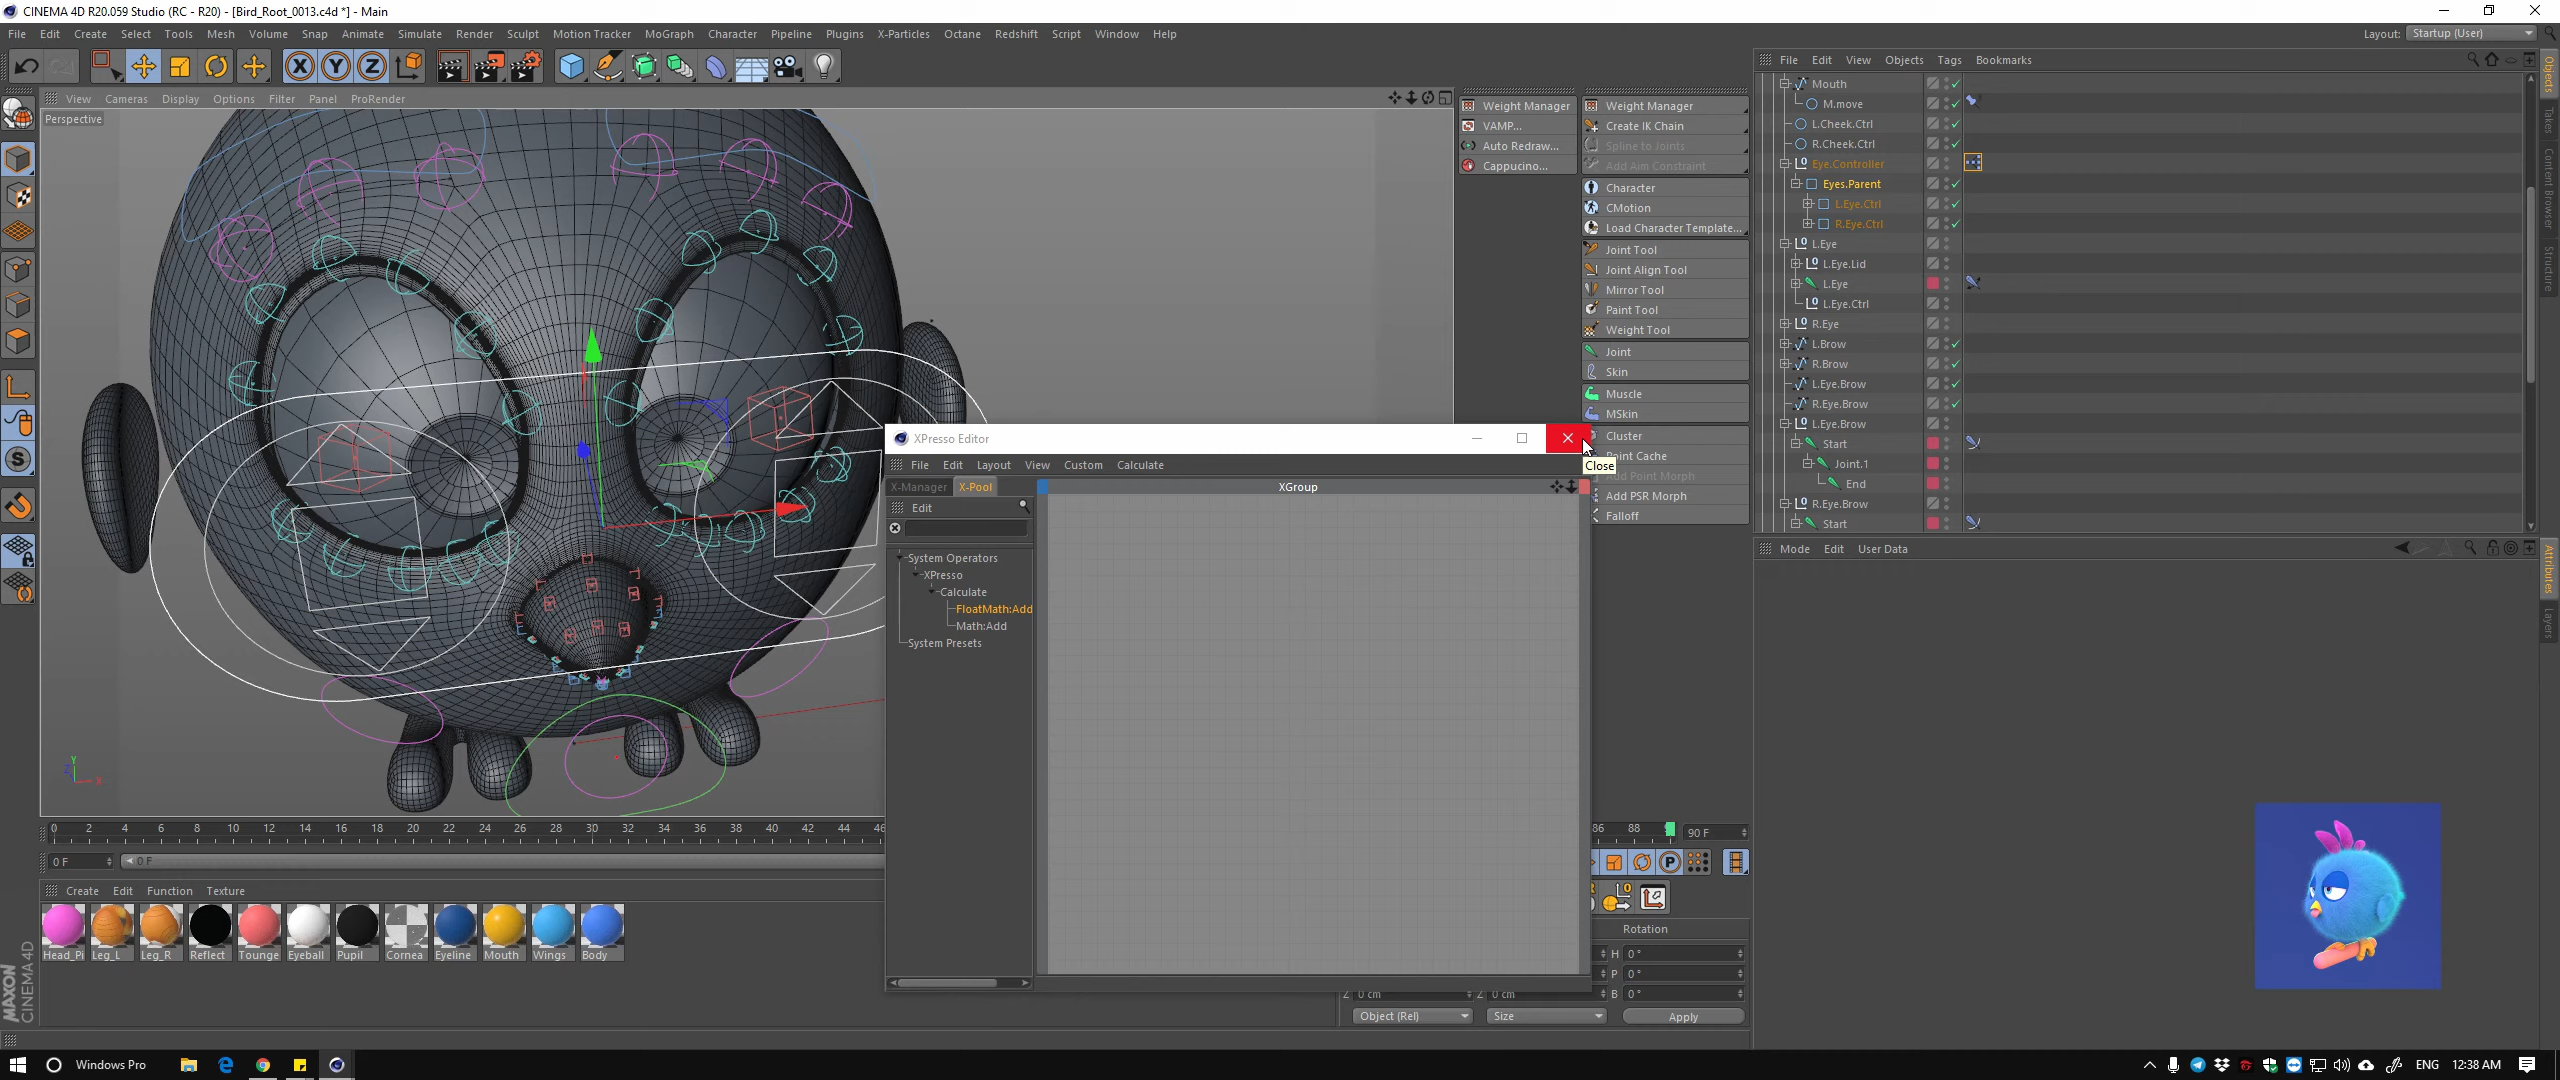 CINEMA 4D R20.059 Studio (RC - R20) - [Bird_Root_0013.c4d *] - Main
File Edit Create Select Tools Mesh Volume Snap Animate Simulate Render Sculpt Motion Tracker MoGraph Character Pipeline Plugins X-Particles Octane Redshift Script Window Help
Layout: Startup (User)
X Y Z
View Cameras Display Options Filter Panel ProRender
Perspective
Weight Manager
VAMP...
Auto Redraw...
Cappucino...
Weight Manager
Create IK Chain
Spline to Joints
Add Aim Constraint
Character
CMotion
Load Character Template...
Joint Tool
Joint Align Tool
Mirror Tool
Paint Tool
Weight Tool
Joint
Skin
Muscle
MSkin
Cluster
Point Cache
Add Point Morph
Add PSR Morph
Falloff
File Edit View Objects Tags Bookmarks
Mouth
M.move
L.Cheek.Ctrl
R.Cheek.Ctrl
Eye.Controller
Eyes.Parent
L.Eye.Ctrl
R.Eye.Ctrl
L.Eye
L.Eye.Lid
L.Eye
L.Eye.Ctrl
R.Eye
L.Brow
R.Brow
L.Eye.Brow
R.Eye.Brow
L.Eye.Brow
Start
Joint.1
End
R.Eye.Brow
Start
Objects
Takes
Content Browser
Structure
Mode Edit User Data
Attributes
Layers
XPresso Editor
Close
File Edit Layout View Custom Calculate
X-Manager X-Pool
XGroup
Edit
System Operators
XPresso
Calculate
FloatMath:Add
Math:Add
System Presets
Y
Z
X
0 2 4 6 8 10 12 14 16 18 20 22 24 26 28 30 32 34 36 38 40 42 44 46
86 88
90 F
0 F
0 F
P
Create Edit Function Texture
Head_Pi Leg_L Leg_R Reflect Tounge Eyeball Pupil Cornea Eyeline Mouth Wings Body
MAXON
CINEMA 4D
Rotation
H 0 °
P 0 °
Z 0 cm Z 0 cm B 0 °
Object (Rel) Size Apply
Windows Pro
ENG 12:38 AM